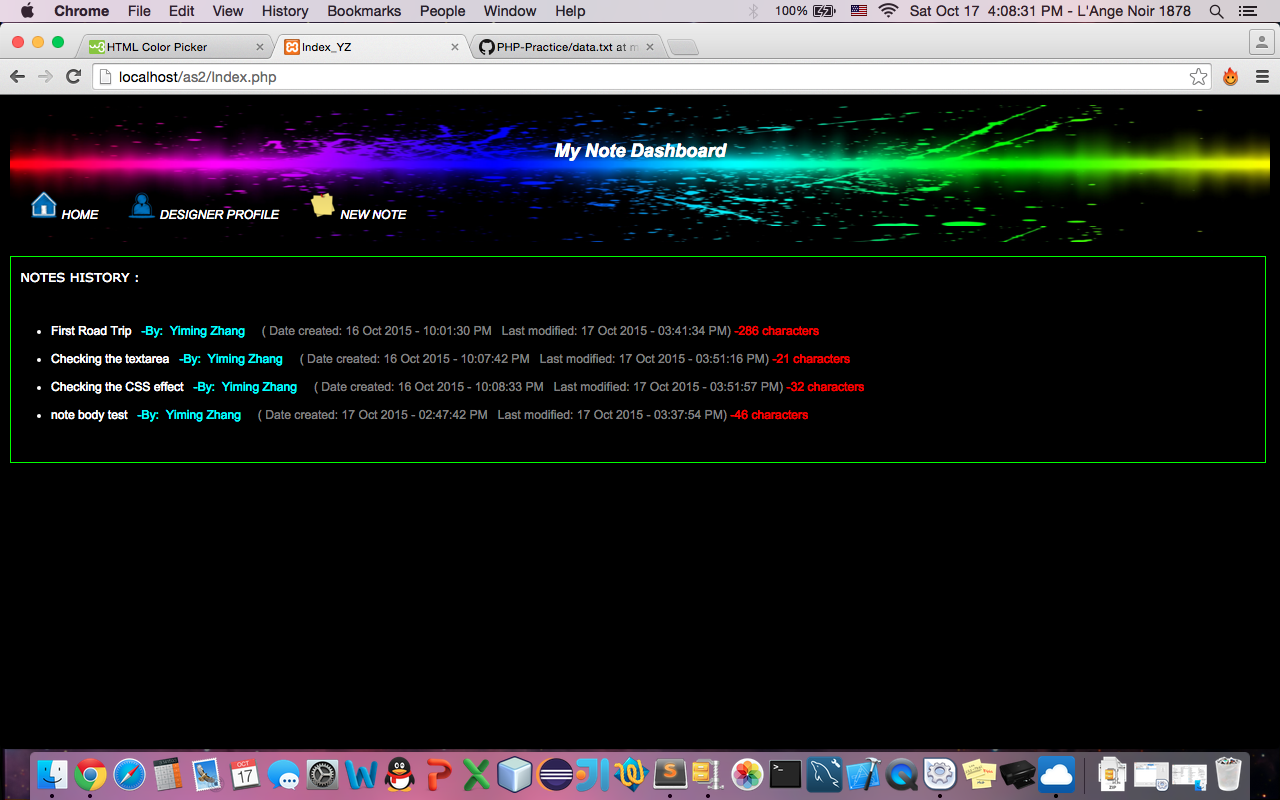 Chrome File Edit View History Bookmarks People Window Help 100% Sat Oct 17 4:08:31 PM - L'Ange Noir 1878
w3 HTML Color Picker Index_YZ PHP-Practice/data.txt at m
localhost/as2/Index.php
My Note Dashboard
HOME DESIGNER PROFILE NEW NOTE
NOTES HISTORY :
First Road Trip -By: Yiming Zhang ( Date created: 16 Oct 2015 - 10:01:30 PM Last modified: 17 Oct 2015 - 03:41:34 PM) -286 characters
Checking the textarea -By: Yiming Zhang ( Date created: 16 Oct 2015 - 10:07:42 PM Last modified: 17 Oct 2015 - 03:51:16 PM) -21 characters
Checking the CSS effect -By: Yiming Zhang ( Date created: 16 Oct 2015 - 10:08:33 PM Last modified: 17 Oct 2015 - 03:51:57 PM) -32 characters
note body test -By: Yiming Zhang ( Date created: 17 Oct 2015 - 02:47:42 PM Last modified: 17 Oct 2015 - 03:37:54 PM) -46 characters
OCT
17
ZIP